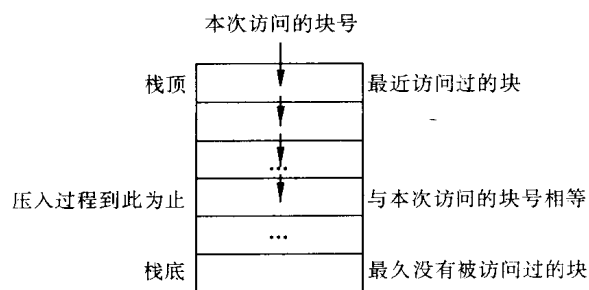 本次访问的块号
栈顶 最近访问过的块
...
压入过程到此为止 与本次访问的块号相等
...
栈底 最久没有被访问过的块